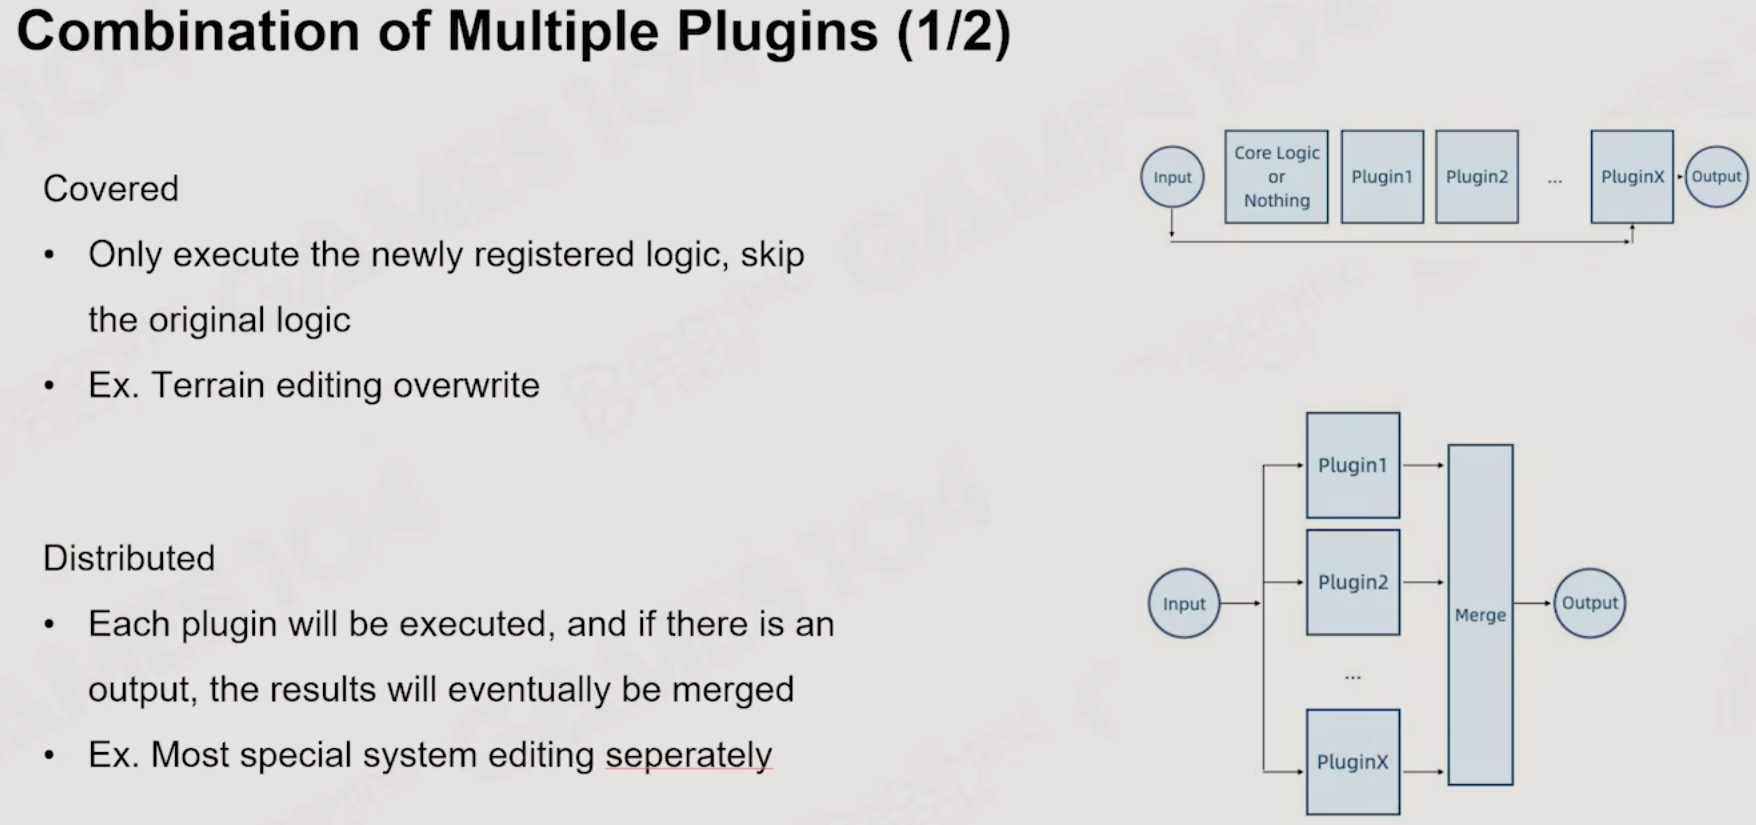 Combination of Multiple Plugins (1/2)
Covered
• Only execute the newly registered logic, skip
the original logic
• Ex. Terrain editing overwrite
Input
Core Logic
or
Nothing
Plugin1
Plugin2
...
PluginX
Output
Distributed
• Each plugin will be executed, and if there is an
output, the results will eventually be merged
• Ex. Most special system editing seperately
Input
Plugin1
Plugin2
...
PluginX
Merge
Output
GAMES104
BOOMING
TECH